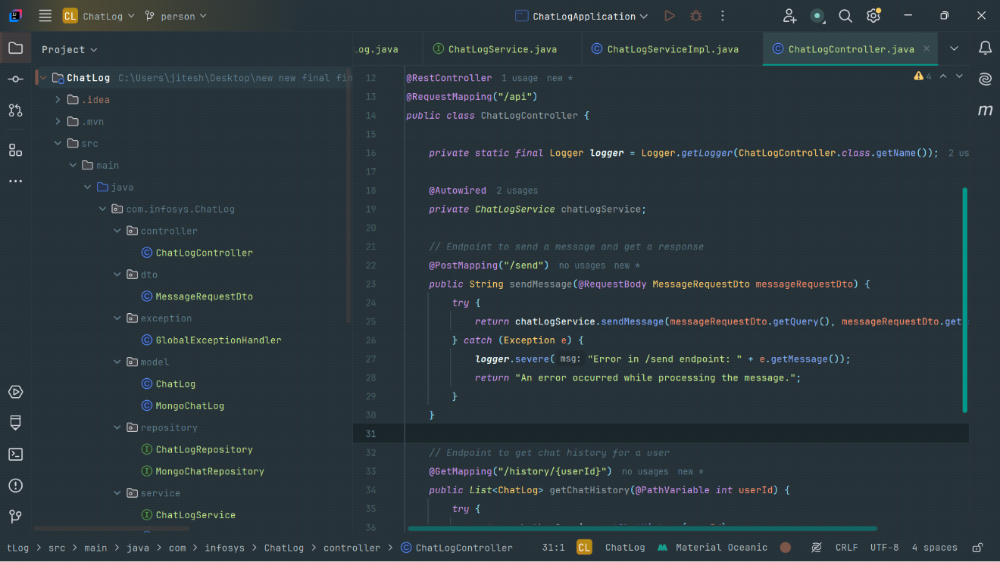 CL ChatLog person ChatLogApplication
Project
Log.java ChatLogService.java ChatLogServiceImpl.java ChatLogController.java
ChatLog C:\Users\jitesh\Desktop\new new final fin
.idea
.mvn
src
main
java
com.infosys.ChatLog
controller
ChatLogController
dto
MessageRequestDto
exception
GlobalExceptionHandler
model
ChatLog
MongoChatLog
repository
ChatLogRepository
MongoChatRepository
service
ChatLogService
4
12 @RestController 1 usage new *
13 @RequestMapping("/api")
14 public class ChatLogController {
15
16 private static final Logger logger = Logger.getLogger(ChatLogController.class.getName()); 2 us
17
18 @Autowired 2 usages
19 private ChatLogService chatLogService;
20
21 // Endpoint to send a message and get a response
22 @PostMapping("/send") no usages new *
23 public String sendMessage(@RequestBody MessageRequestDto messageRequestDto) {
24 try {
25 return chatLogService.sendMessage(messageRequestDto.getQuery(), messageRequestDto.get
26 } catch (Exception e) {
27 logger.severe( msg: "Error in /send endpoint: " + e.getMessage());
28 return "An error occurred while processing the message.";
29 }
30 }
31
32 // Endpoint to get chat history for a user
33 @GetMapping("/history/{userId}") no usages new *
34 public List<ChatLog> getChatHistory(@PathVariable int userId) {
35 try {
36
m
tLog > src > main > java > com > infosys > ChatLog > controller > ChatLogController 31:1 CL ChatLog Material Oceanic CRLF UTF-8 4 spaces